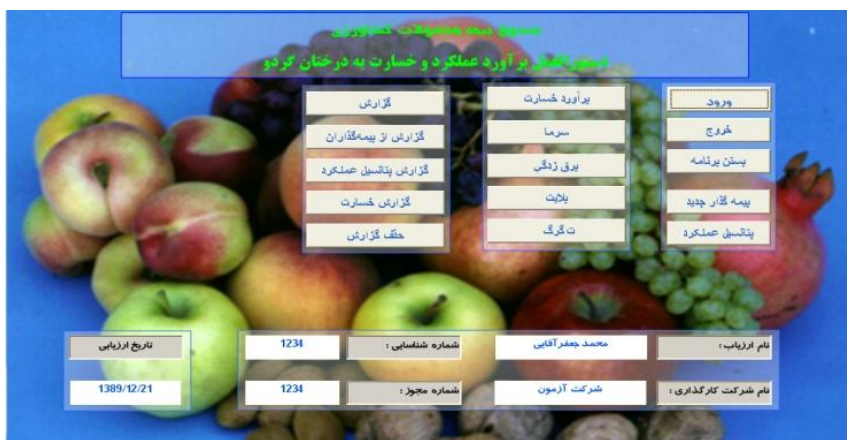 صندوق بیمه محصولات کشاورزی
دستورالعمل برآورد عملکرد و خسارت به درختان گردو
ورود
خروج
بستن برنامه
بیمه گذار جدید
پتانسیل عملکرد
برآورد خسارت
سرما
برق زدگی
بلایت
تگرگ
گزارش
گزارش از بیمه‌گذاران
گزارش پتانسیل عملکرد
گزارش خسارت
حذف گزارش
نام ارزیاب : محمد جعفرآقایی شماره شناسایی : 1234 تاریخ ارزیابی
نام شرکت کارگذاری : شرکت آزمون شماره مجوز : 1234 1389/12/21